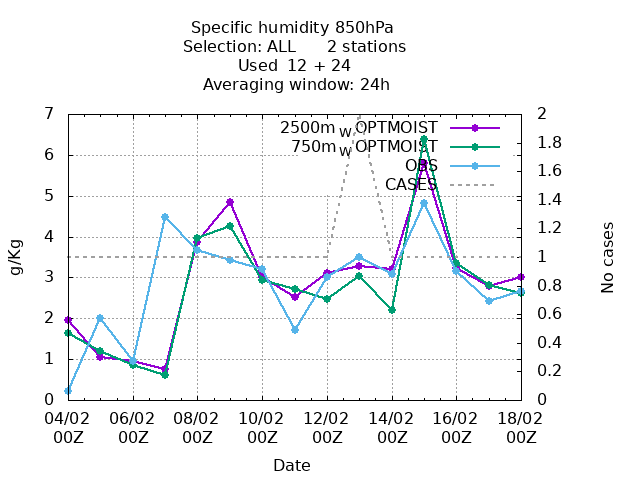 Specific humidity 850hPa
Selection: ALL 2 stations
Used 12 + 24
Averaging window: 24h
7 2
6 1.8
5 1.6
4 1.4
3 1.2
2 1
1 0.8
0 0.6
0.4
0.2
0
2500m WOPTMOIST
750m WOPTMOIST
OBS
CASES
g/Kg
No cases
04/02 06/02 08/02 10/02 12/02 14/02 16/02 18/02
00Z 00Z 00Z 00Z 00Z 00Z 00Z 00Z
Date